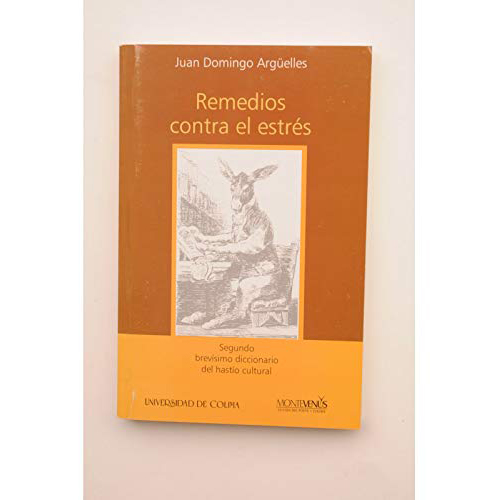 Juan Domingo Argüelles
Remedios
contra el estrés
Segundo
brevísimo diccionario
del hastío cultural
UNIVERSIDAD DE COLIMA
MONTEVENUS